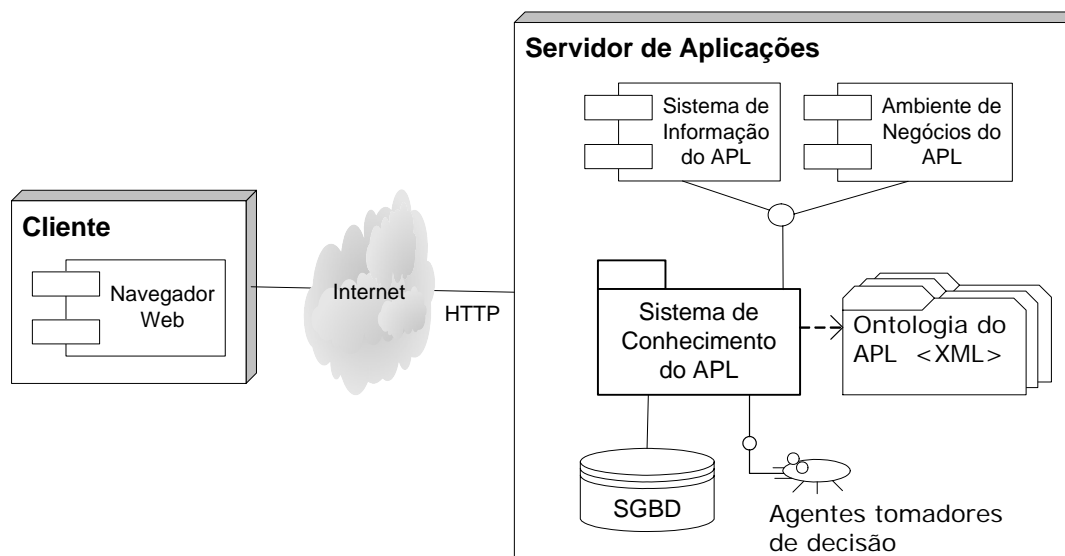 Servidor de Aplicações
Sistema de
Informação
do APL
Ambiente de
Negócios do
APL
Cliente
Navegador
Web
Internet
HTTP
Sistema de
Conhecimento
do APL
Ontologia do
APL <XML>
SGBD
Agentes tomadores
de decisão